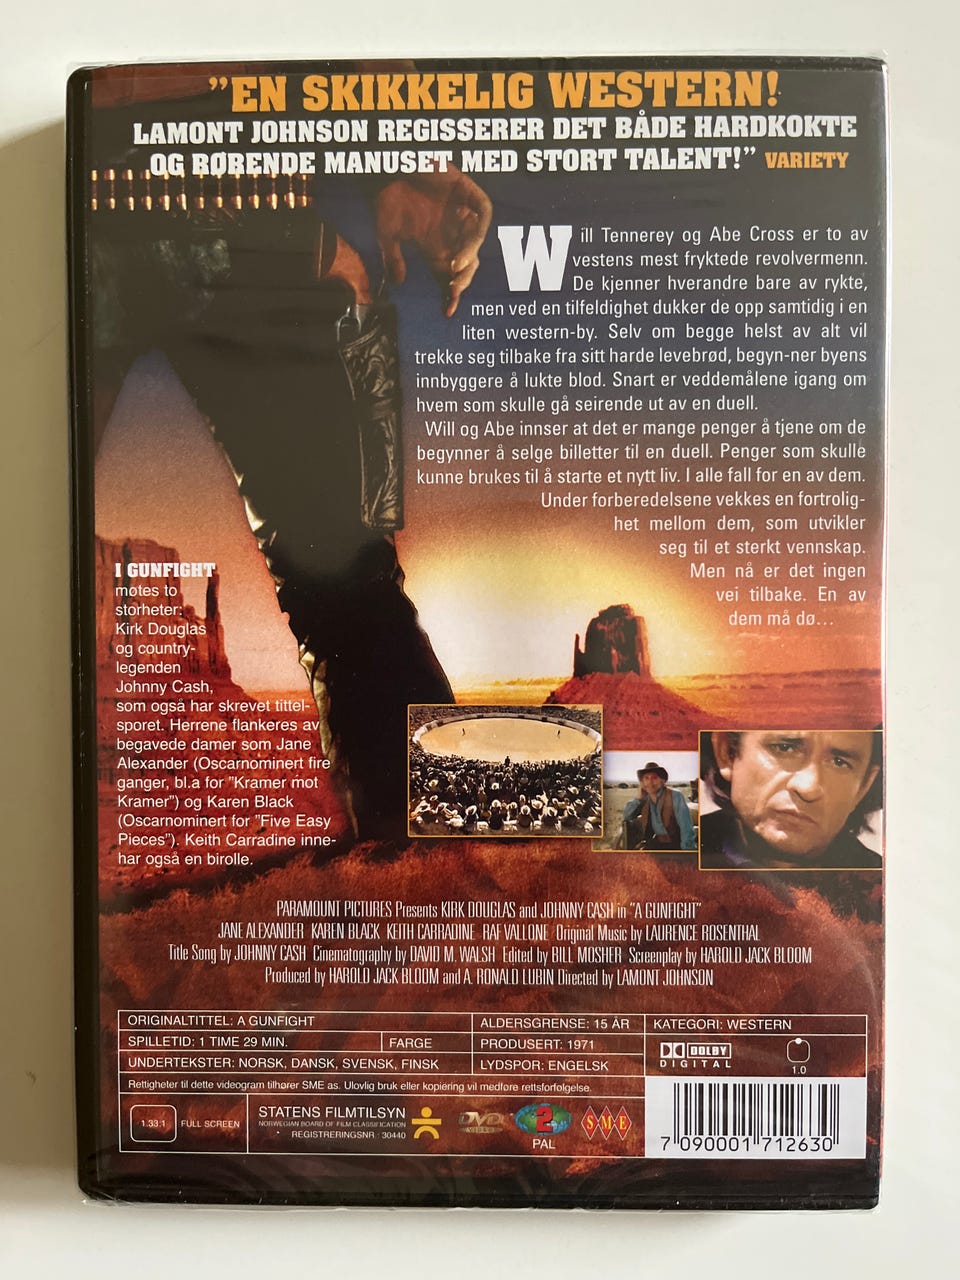 "EN SKIKKELIG WESTERN!
LAMONT JOHNSON REGISSERER DET BÅDE HARDKOKTE
OG RØRENDE MANUSET MED STORT TALENT!" VARIETY
Will Tennerey og Abe Cross er to av
vestens mest fryktede revolvermenn.
De kjenner hverandre bare av rykte,
men ved en tilfeldighet dukker de opp samtidig i en
liten western-by. Selv om begge helst av alt vil
trekke seg tilbake fra sitt harde levebrød, begyn-ner byens
innbyggere å lukte blod. Snart er veddemålene igang om
hvem som skulle gå seirende ut av en duell.
Will og Abe innser at det er mange penger å tjene om de
begynner å selge billetter til en duell. Penger som skulle
kunne brukes til å starte et nytt liv. I alle fall for en av dem.
Under forberedelsene vekkes en fortrolig-
het mellom dem, som utvikler
seg til et sterkt vennskap.
Men nå er det ingen
vei tilbake. En av
dem må dø...
I GUNFIGHT
møtes to
storheter:
Kirk Douglas
og country-
legenden
Johnny Cash,
som også har skrevet tittel-
sporet. Herrene flankeres av
begavede damer som Jane
Alexander (Oscarnominert fire
ganger, bl.a for "Kramer mot
Kramer") og Karen Black
(Oscarnominert for "Five Easy
Pieces"). Keith Carradine inne-
har også en birolle.
PARAMOUNT PICTURES Presents KIRK DOUGLAS and JOHNNY CASH in "A GUNFIGHT"
JANE ALEXANDER KAREN BLACK KEITH CARRADINE RAF VALLONE Original Music by LAURENCE ROSENTHAL
Title Song by JOHNNY CASH Cinematography by DAVID M. WALSH Edited by BILL MOSHER Screenplay by HAROLD JACK BLOOM
Produced by HAROLD JACK BLOOM and A. RONALD LUBIN Directed by LAMONT JOHNSON
ORIGINALTITTEL: A GUNFIGHT
ALDERSGRENSE: 15 ÅR
KATEGORI: WESTERN
SPILLETID: 1 TIME 29 MIN.
FARGE
PRODUSERT: 1971
UNDERTEKSTER: NORSK, DANSK, SVENSK, FINSK
LYDSPOR: ENGELSK
DOLBY
DIGITAL
1.0
Rettigheter til dette videogram tilhører SME as. Ulovlig bruk eller kopiering vil medføre rettsforfølgelse.
1.33:1
FULL SCREEN
STATENS FILMTILSYN
NORWEGIAN BOARD OF FILM CLASSIFICATION
REGISTRERINGSNR : 30440
DVD
VIDEO
2
PAL
SME
7 090001 712630